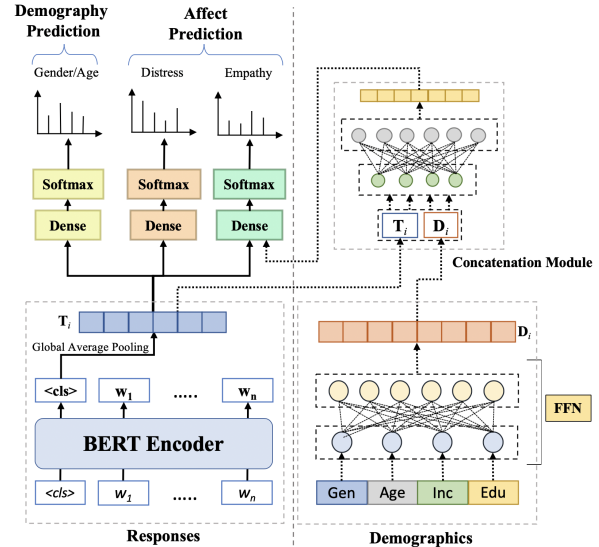 Demography
Prediction
Affect
Prediction
Gender/Age
Distress
Empathy
Softmax
Softmax
Softmax
Dense
Dense
Dense
T_i
D_i
Concatenation Module
T_i
Global Average Pooling
D_i
<cls>
w_1
.....
w_n
BERT Encoder
<cls>
w_1
.....
w_n
Responses
FFN
Gen
Age
Inc
Edu
Demographics